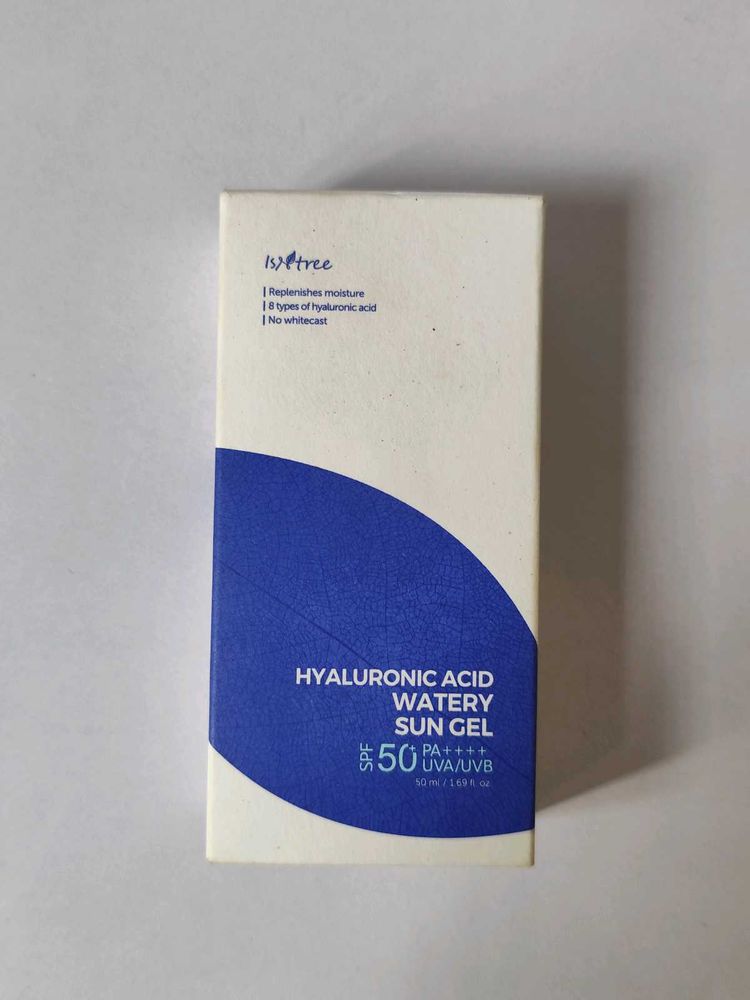 Isntree
Replenishes moisture
8 types of hyaluronic acid
No whitecast
HYALURONIC ACID
WATERY
SUN GEL
SPF 50+ PA++++
UVA/UVB
50 ml / 1.69 fl. oz.